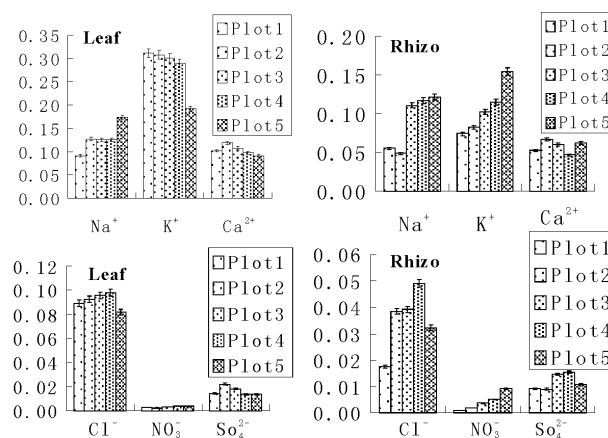 Leaf
Plot1
Plot2
Plot3
Plot4
Plot5
0.35
0.30
0.25
0.20
0.15
0.10
0.05
0.00
Na⁺ K⁺ Ca²⁺
Rhizo
Plot1
Plot2
Plot3
Plot4
Plot5
0.20
0.15
0.10
0.05
0.00
Na⁺ K⁺ Ca²⁺
Leaf
Plot1
Plot2
Plot3
Plot4
Plot5
0.12
0.10
0.08
0.06
0.04
0.02
0.00
Cl⁻ NO₃⁻ So₄²⁻
Rhizo
Plot1
Plot2
Plot3
Plot4
Plot5
0.06
0.05
0.04
0.03
0.02
0.01
0.00
Cl⁻ NO₃⁻ So₄²⁻